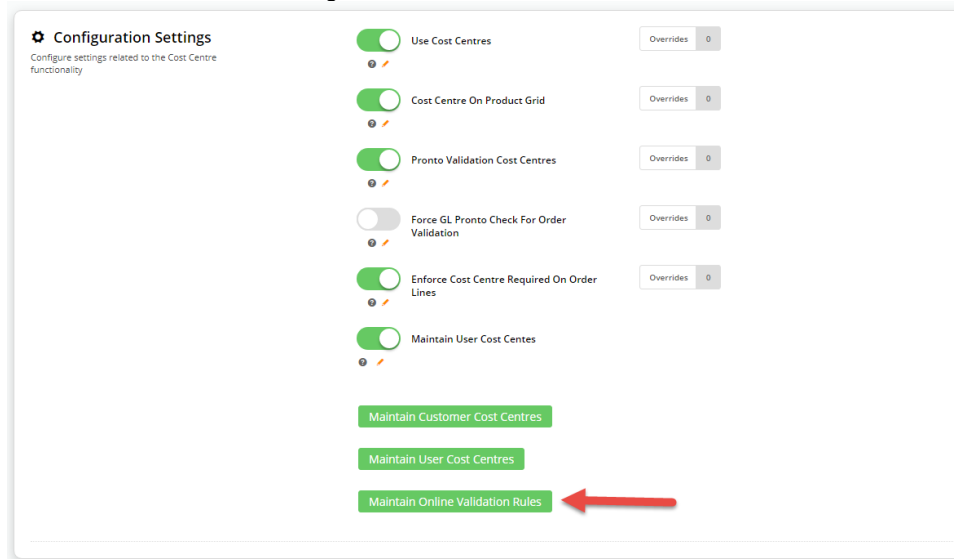 Configuration Settings
Configure settings related to the Cost Centre
functionality
Use Cost Centres
Overrides 0
Cost Centre On Product Grid
Overrides 0
Pronto Validation Cost Centres
Overrides 0
Force GL Pronto Check For Order
Validation
Overrides 0
Enforce Cost Centre Required On Order
Lines
Overrides 0
Maintain User Cost Centes
Maintain Customer Cost Centres
Maintain User Cost Centres
Maintain Online Validation Rules